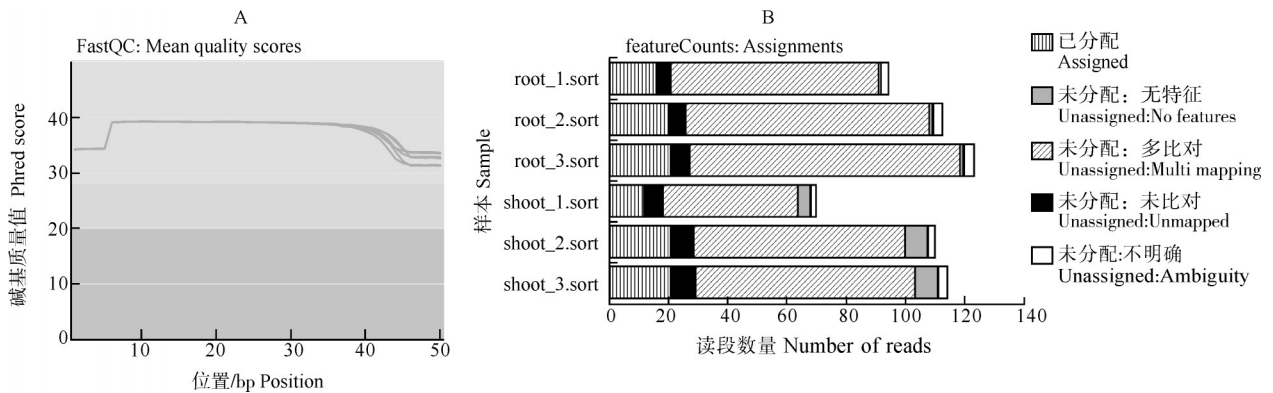 A
FastQC: Mean quality scores
碱基质量值 Phred score
40
30
20
10
0
10
20
30
40
50
位置/bp Position
B
featureCounts: Assignments
样本 Sample
root_1.sort
root_2.sort
root_3.sort
shoot_1.sort
shoot_2.sort
shoot_3.sort
0
20
40
60
80
100
120
140
读段数量 Number of reads
已分配
Assigned
未分配：无特征
Unassigned:No features
未分配：多比对
Unassigned:Multi mapping
未分配：未比对
Unassigned:Unmapped
未分配:不明确
Unassigned:Ambiguity